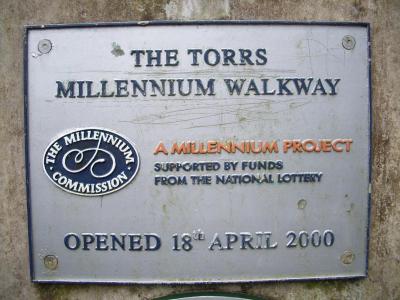 THE TORRS
MILLENNIUM WALKWAY
THE MILLENNIUM
COMMISSION
A MILLENNIUM PROJECT
SUPPORTED BY FUNDS
FROM THE NATIONAL LOTTERY
OPENED 18th APRIL 2000